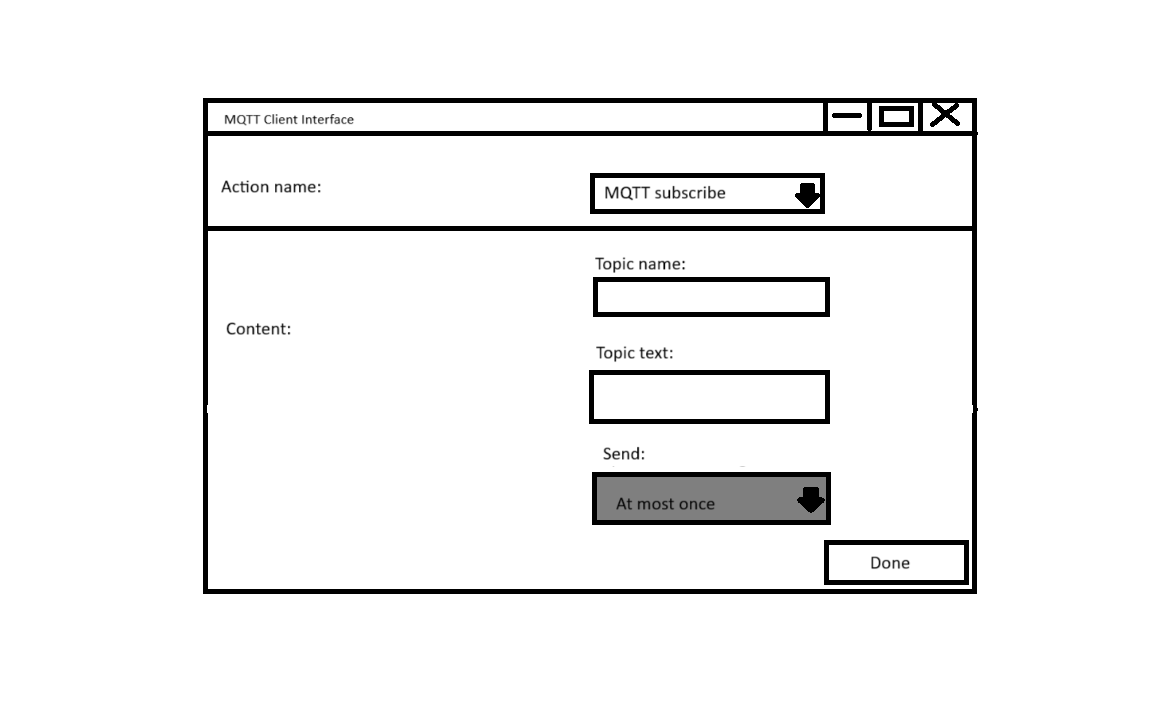 MQTT Client Interface
Action name:
MQTT subscribe
Topic name:
Content:
Topic text:
Send:
At most once
Done